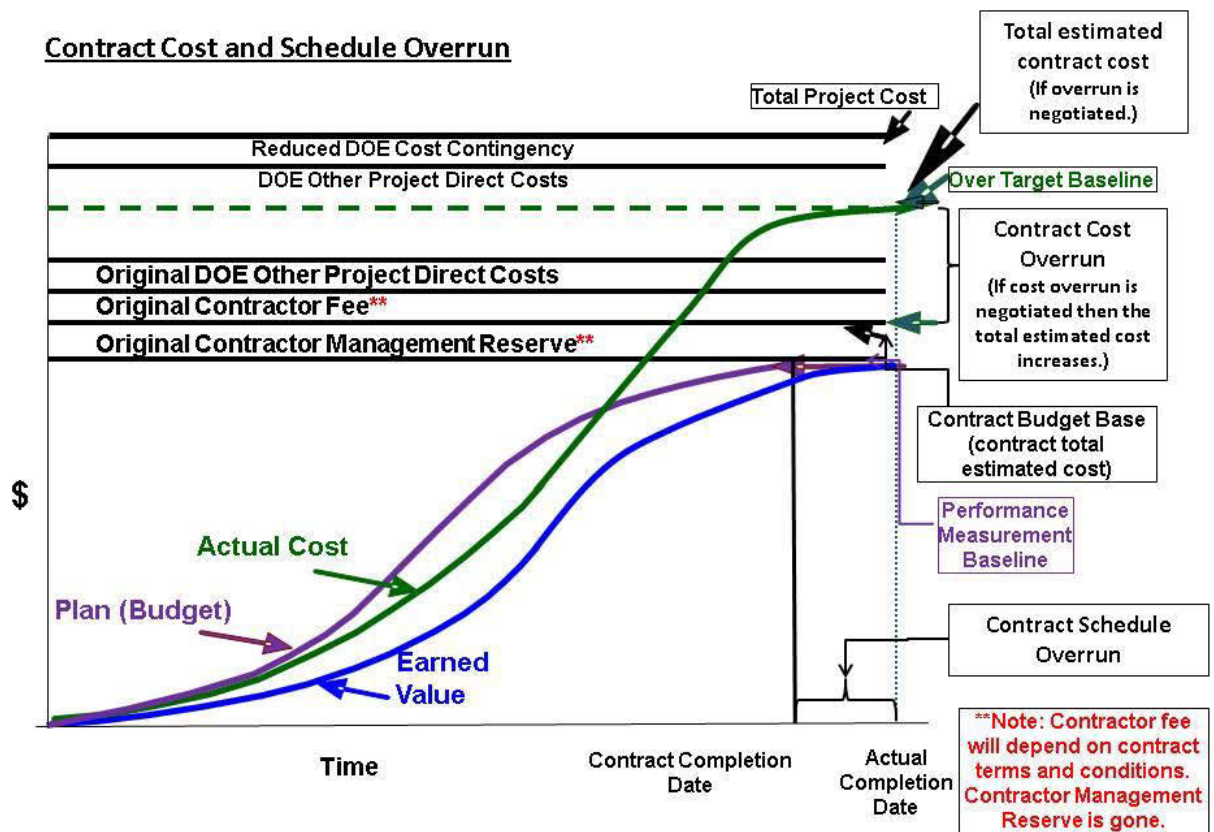 Contract Cost and Schedule Overrun
Total estimated
contract cost
(If overrun is
negotiated.)
Total Project Cost
Reduced DOE Cost Contingency
DOE Other Project Direct Costs
Over Target Baseline
Contract Cost
Overrun
(If cost overrun is
negotiated then the
total estimated cost
increases.)
Original DOE Other Project Direct Costs
Original Contractor Fee**
Original Contractor Management Reserve**
Contract Budget Base
(contract total
estimated cost)
$
Performance
Measurement
Baseline
Actual Cost
Plan (Budget)
Earned
Value
Contract Schedule
Overrun
Time
Contract Completion
Date
Actual
Completion
Date
**Note: Contractor fee
will depend on contract
terms and conditions.
Contractor Management
Reserve is gone.